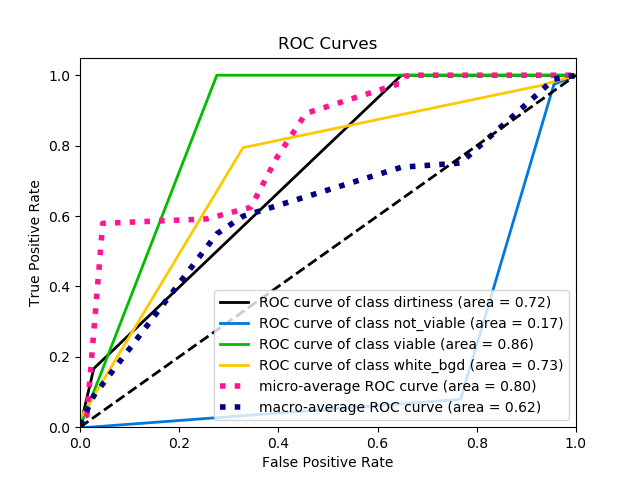 ROC Curves
1.0
0.8
0.6
0.4
0.2
0.0
True Positive Rate
ROC curve of class dirtiness (area = 0.72)
ROC curve of class not_viable (area = 0.17)
ROC curve of class viable (area = 0.86)
ROC curve of class white_bgd (area = 0.73)
micro-average ROC curve (area = 0.80)
macro-average ROC curve (area = 0.62)
0.0 0.2 0.4 0.6 0.8 1.0
False Positive Rate